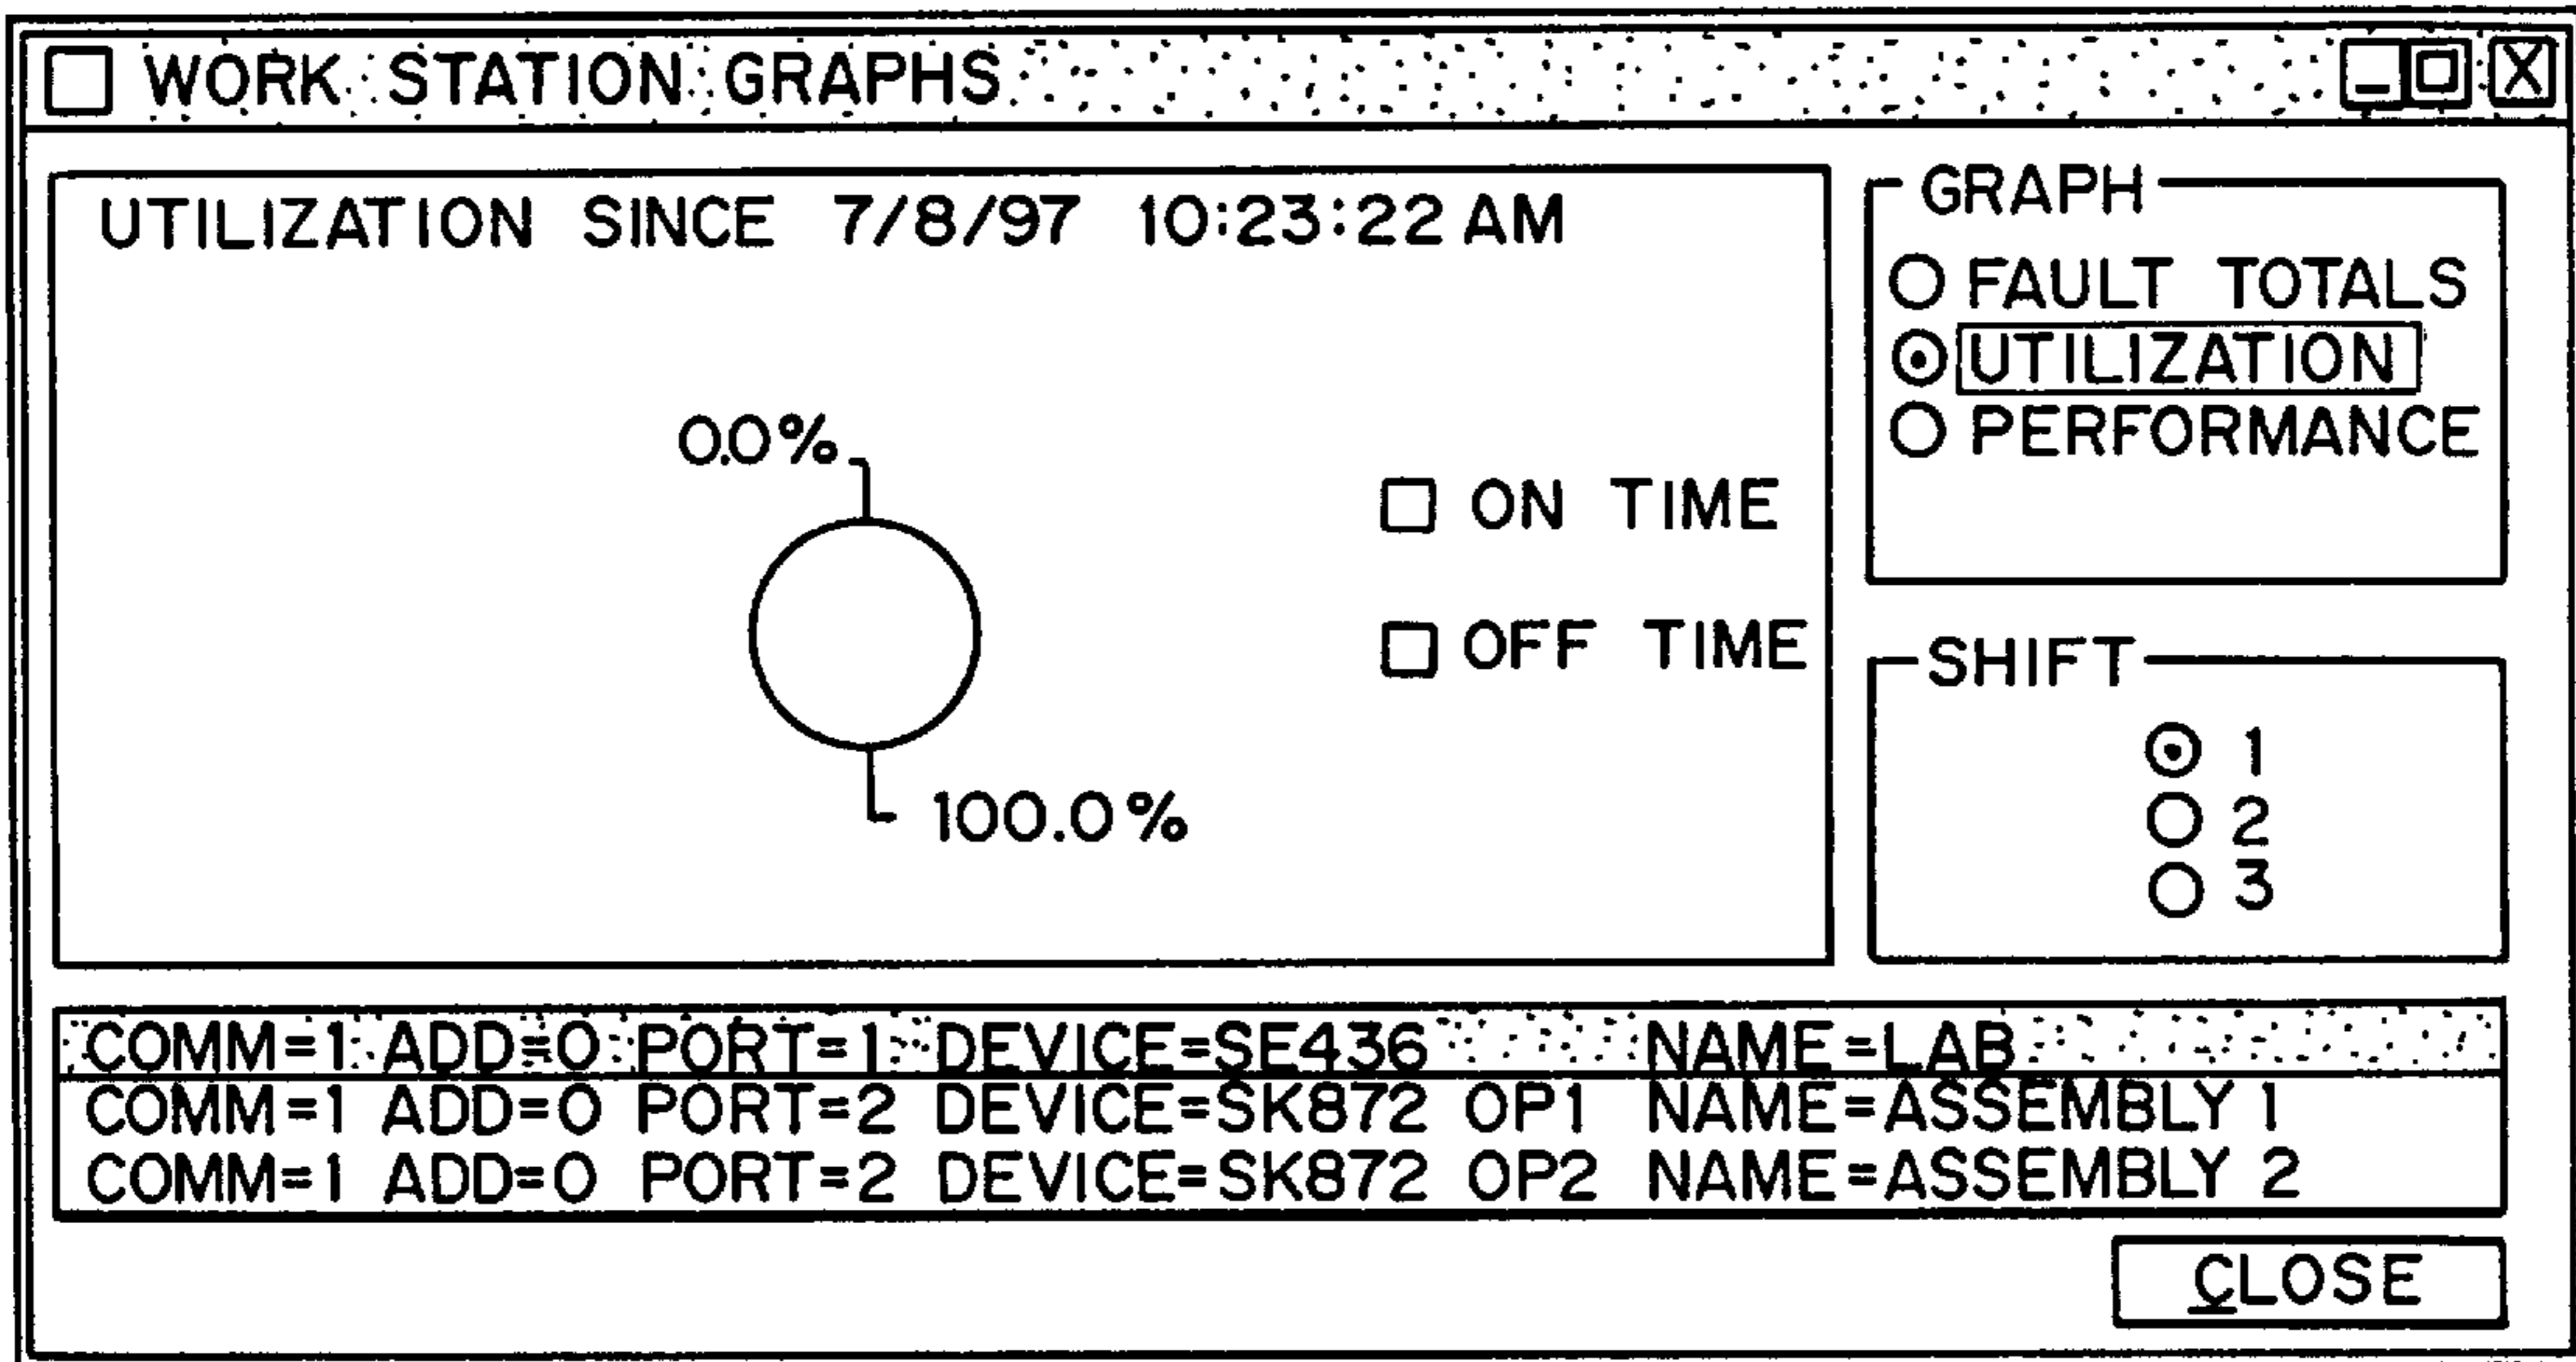 WORK STATION GRAPHS
UTILIZATION SINCE 7/8/97 10:23:22 AM
0.0%
100.0%
ON TIME
OFF TIME
GRAPH
FAULT TOTALS
UTILIZATION
PERFORMANCE
SHIFT
1
2
3
COMM=1 ADD=0 PORT=1 DEVICE=SE436 NAME=LAB
COMM=1 ADD=0 PORT=2 DEVICE=SK872 OP1 NAME=ASSEMBLY 1
COMM=1 ADD=0 PORT=2 DEVICE=SK872 OP2 NAME=ASSEMBLY 2
CLOSE